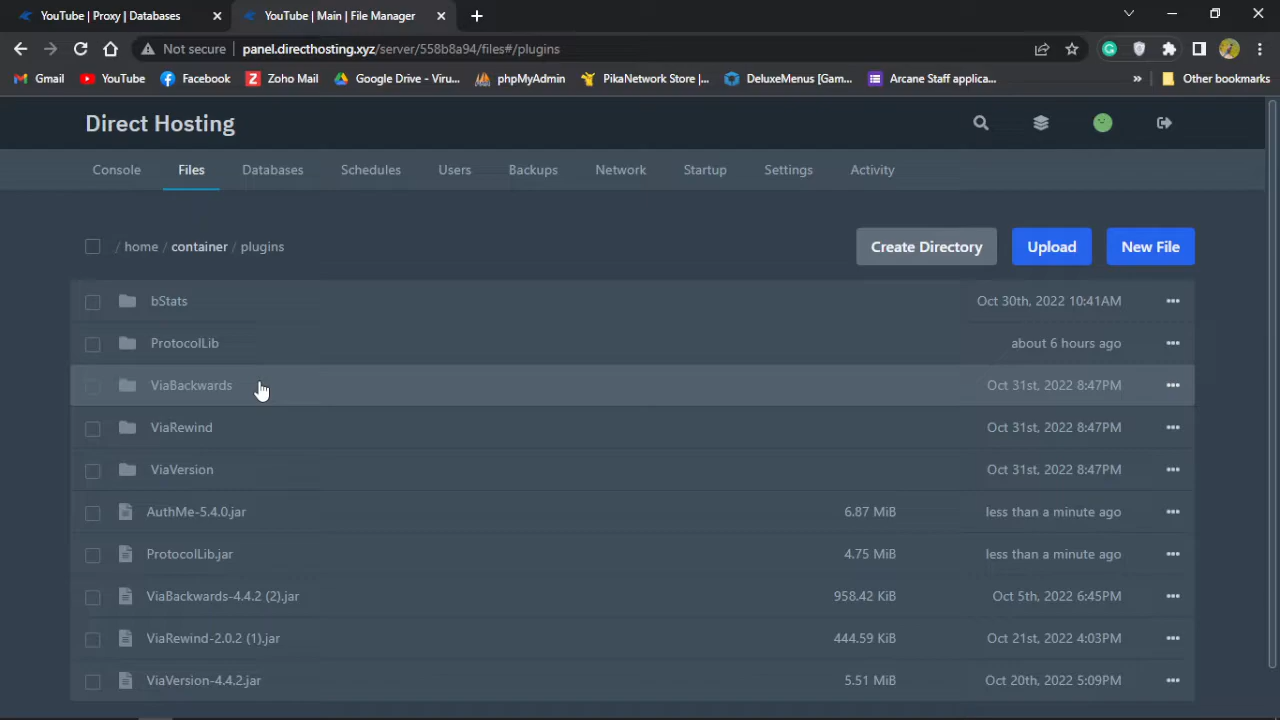 YouTube | Proxy | Databases
YouTube | Main | File Manager
Not secure panel.directhosting.xyz/server/558b8a94/files#/plugins
Gmail YouTube Facebook Zoho Mail Google Drive - Viru... phpMyAdmin PikaNetwork Store |... DeluxeMenus [Gam... Arcane Staff applica... » Other bookmarks
Direct Hosting
Console Files Databases Schedules Users Backups Network Startup Settings Activity
/ home / container / plugins Create Directory Upload New File
bStats Oct 30th, 2022 10:41AM
ProtocolLib about 6 hours ago
ViaBackwards Oct 31st, 2022 8:47PM
ViaRewind Oct 31st, 2022 8:47PM
ViaVersion Oct 31st, 2022 8:47PM
AuthMe-5.4.0.jar 6.87 MiB less than a minute ago
ProtocolLib.jar 4.75 MiB less than a minute ago
ViaBackwards-4.4.2 (2).jar 958.42 KiB Oct 5th, 2022 6:45PM
ViaRewind-2.0.2 (1).jar 444.59 KiB Oct 21st, 2022 4:03PM
ViaVersion-4.4.2.jar 5.51 MiB Oct 20th, 2022 5:09PM